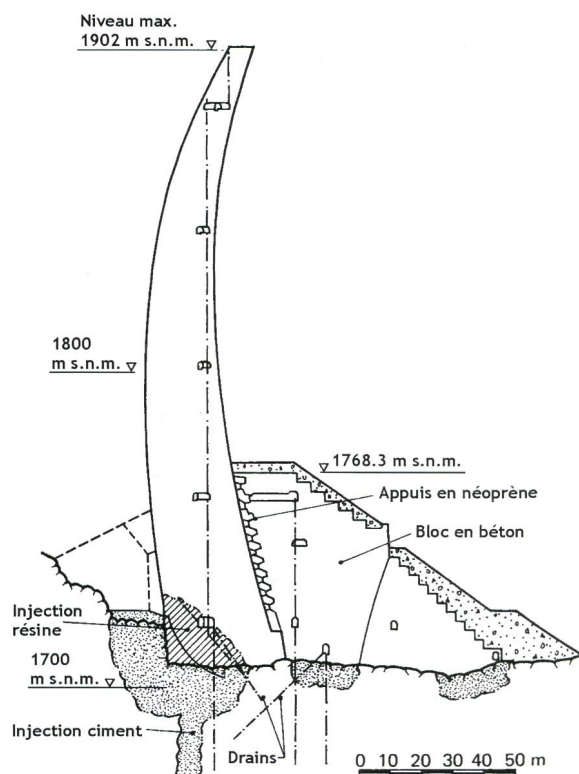 Niveau max.
1902 m s.n.m.
1800
m s.n.m.
1768.3 m s.n.m.
Appuis en néoprène
Bloc en béton
Injection
résine
1700
m s.n.m.
Injection ciment
Drains
0 10 20 30 40 50 m